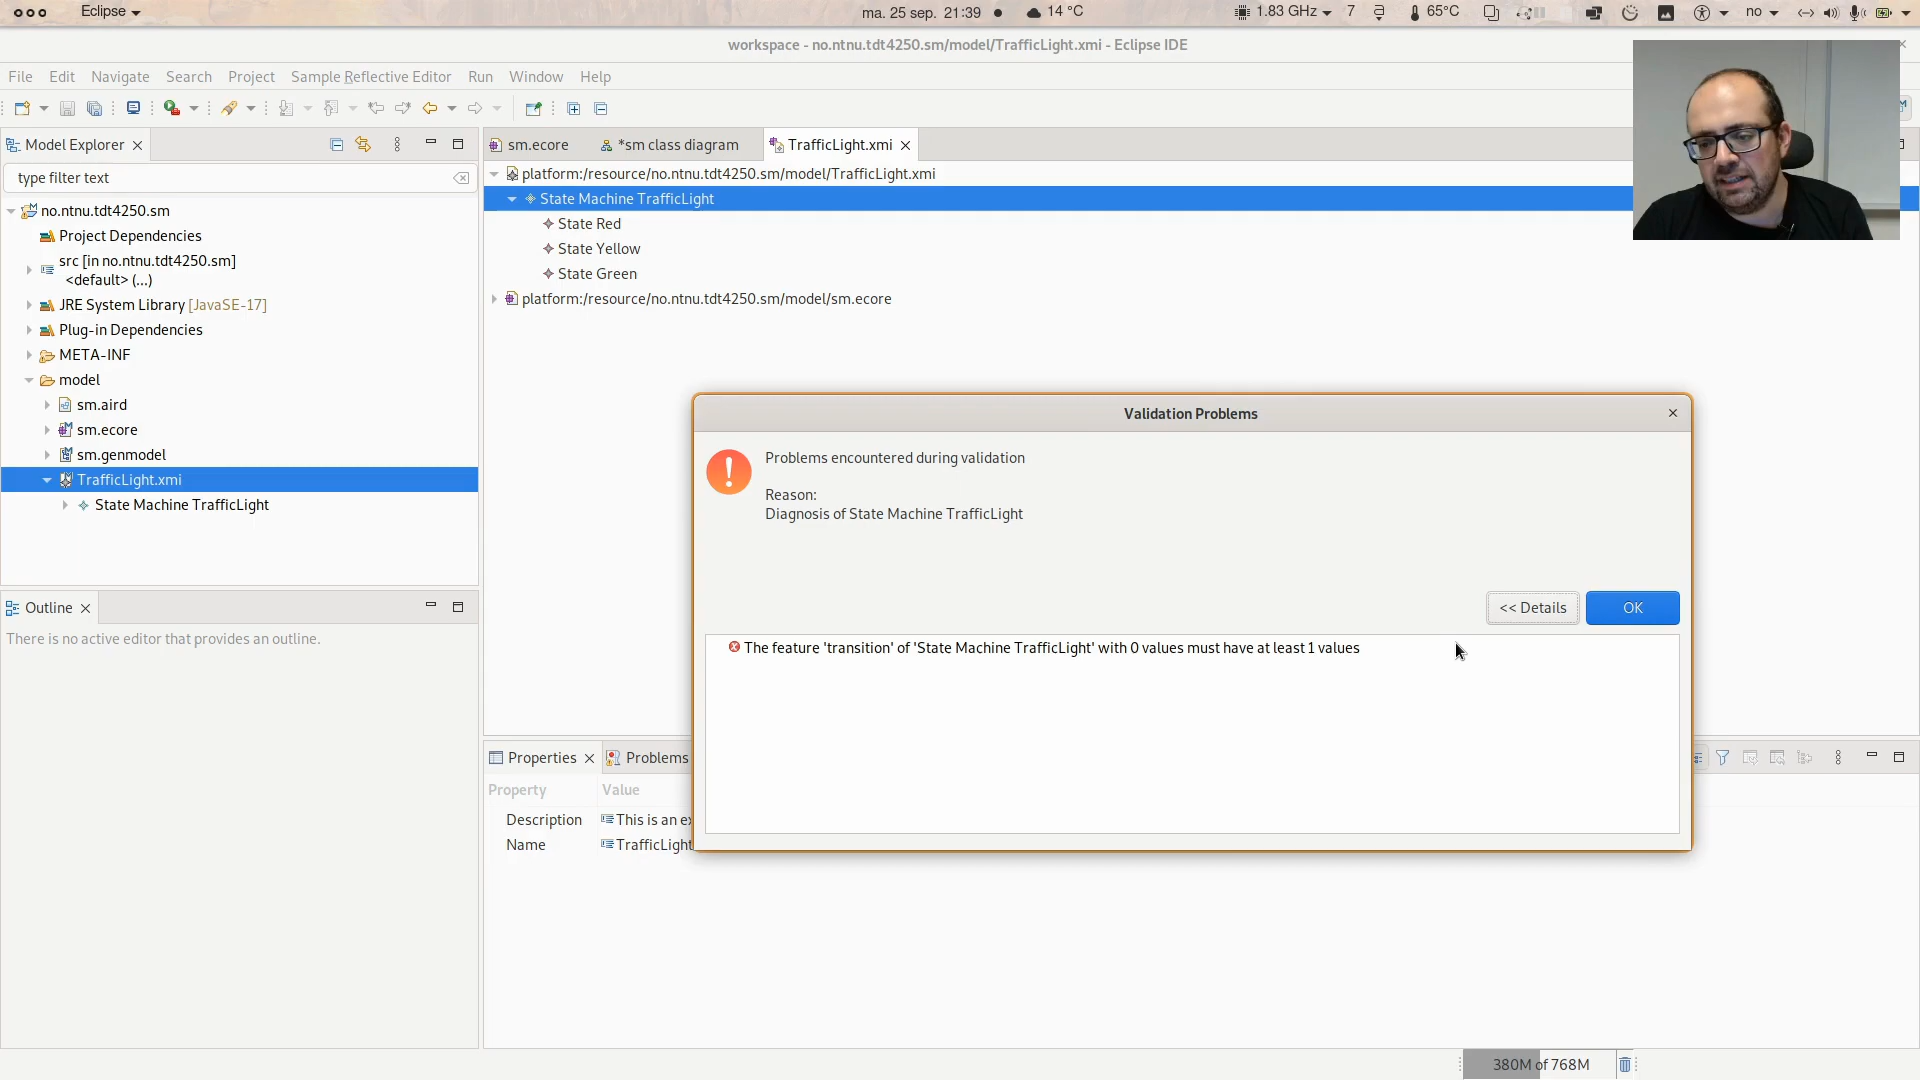 Eclipse
ma. 25 sep. 21:39
14 °C
1.83 GHz
7
65°C
no
workspace - no.ntnu.tdt4250.sm/model/TrafficLight.xmi - Eclipse IDE
File Edit Navigate Search Project Sample Reflective Editor Run Window Help
Model Explorer
type filter text
no.ntnu.tdt4250.sm
Project Dependencies
src [in no.ntnu.tdt4250.sm]
<default> (...)
JRE System Library [JavaSE-17]
Plug-in Dependencies
META-INF
model
sm.aird
sm.ecore
sm.genmodel
TrafficLight.xmi
State Machine TrafficLight
Outline
There is no active editor that provides an outline.
sm.ecore
*sm class diagram
TrafficLight.xmi
platform:/resource/no.ntnu.tdt4250.sm/model/TrafficLight.xmi
State Machine TrafficLight
State Red
State Yellow
State Green
platform:/resource/no.ntnu.tdt4250.sm/model/sm.ecore
Validation Problems
Problems encountered during validation
Reason:
Diagnosis of State Machine TrafficLight
<< Details
OK
The feature 'transition' of 'State Machine TrafficLight' with 0 values must have at least 1 values
Properties
Problems
Property Value
Description This is an
Name TrafficLight
380M of 768M